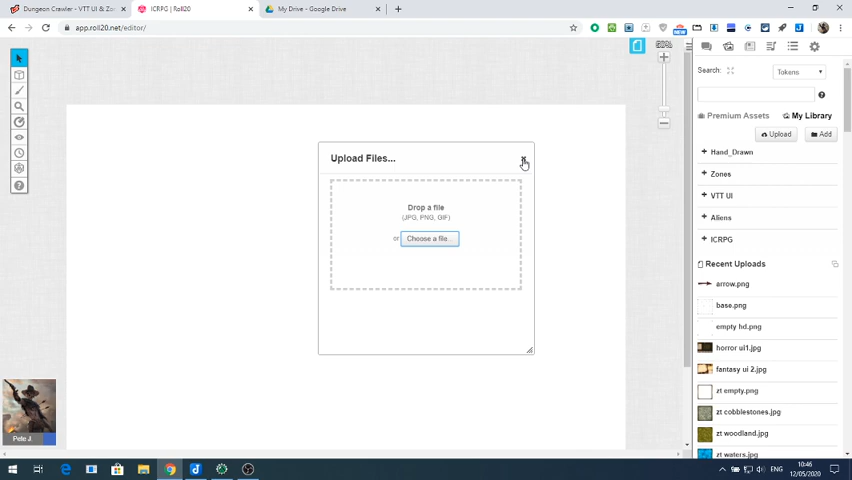 Dungeon Crawler - VTT UI & Zo
ICRPG | Roll20
My Drive - Google Drive
app.roll20.net/editor/
NEW
50%
Search:
Tokens
Premium Assets
My Library
Upload
Add
Hand_Drawn
Zones
VTT UI
Aliens
ICRPG
Recent Uploads
arrow.png
base.png
empty hd.png
horror ui1.jpg
fantasy ui 2.jpg
zt empty.png
zt cobblestones.jpg
zt woodland.jpg
zt waters.jpg
Upload Files...
Drop a file
(JPG, PNG, GIF)
or Choose a file...
Pete J.
ENG
10:46
12/05/2020